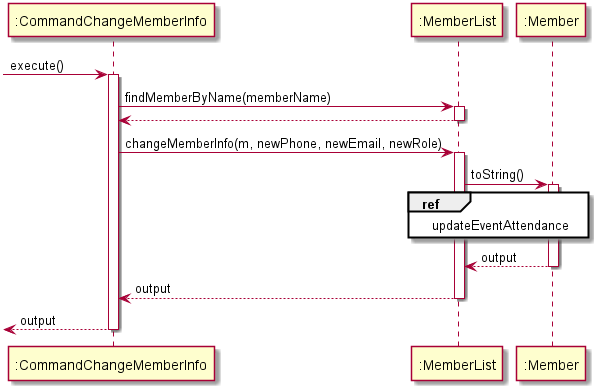 :CommandChangeMemberInfo
:MemberList
:Member
execute()
findMemberByName(memberName)
changeMemberInfo(m, newPhone, newEmail, newRole)
toString()
ref
updateEventAttendance
output
output
output
:CommandChangeMemberInfo
:MemberList
:Member